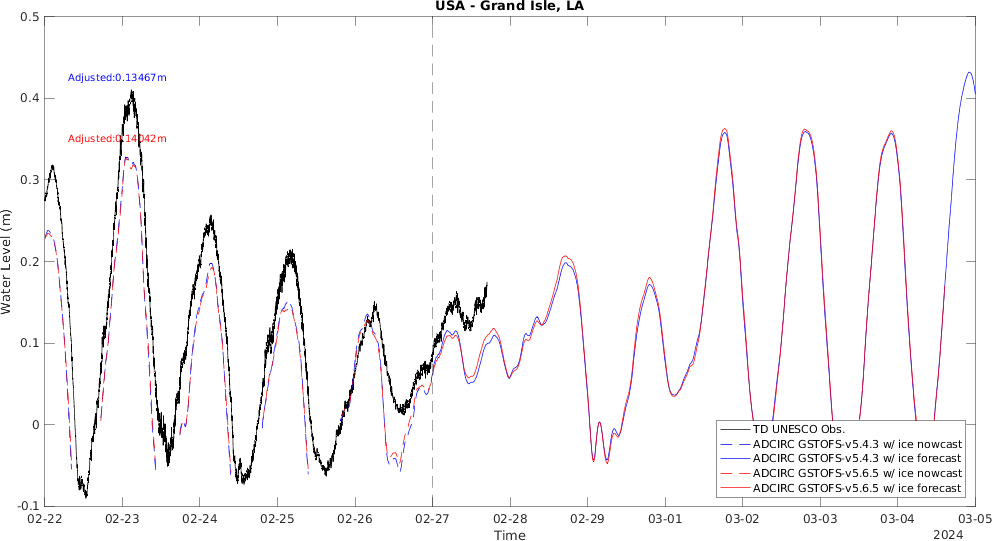 USA - Grand Isle, LA
0.5
0.4
0.3
0.2
0.1
0
-0.1
Water Level (m)
Adjusted:0.13467m
Adjusted:0.14042m
TD UNESCO Obs.
ADCIRC GSTOFS-v5.4.3 w/ ice nowcast
ADCIRC GSTOFS-v5.4.3 w/ ice forecast
ADCIRC GSTOFS-v5.6.5 w/ ice nowcast
ADCIRC GSTOFS-v5.6.5 w/ ice forecast
02-22 02-23 02-24 02-25 02-26 02-27 02-28 02-29 03-01 03-02 03-03 03-04 03-05
Time
2024